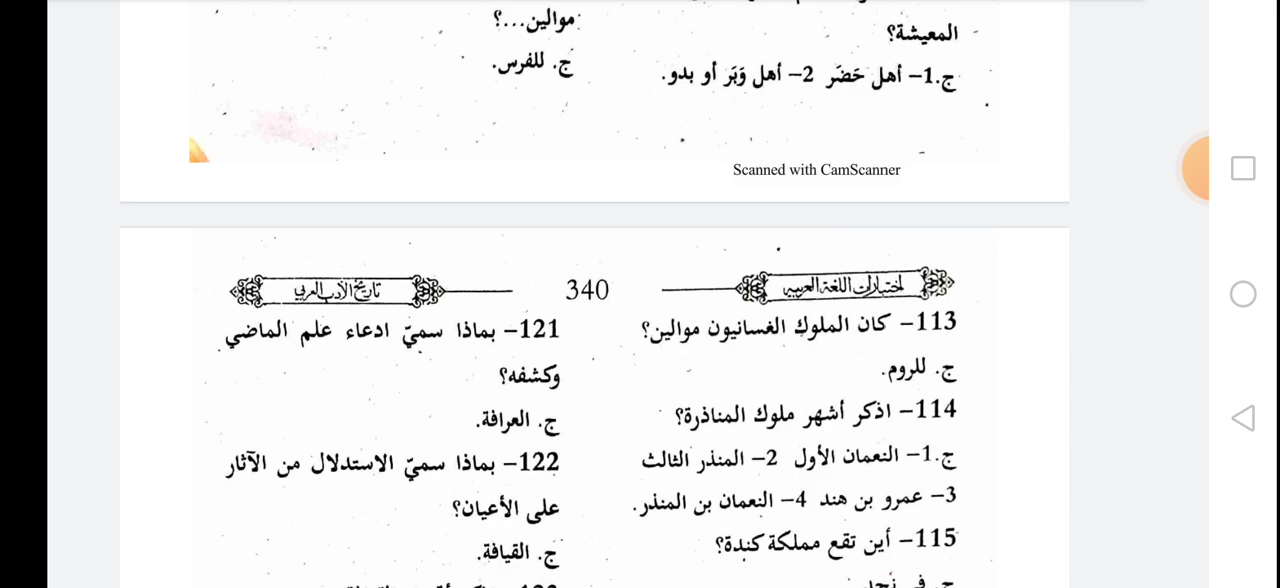 المعيشة؟
ج.1- أهل حَضَر 2- أهل وَبَر أو بدو.
موالين...؟
ج. للفرس.
Scanned with CamScanner
اختبارات اللغة العربية
340
تاريخ الأدب العربي
113- كان الملوك الغسانيون موالين؟
ج. للروم.
114- اذكر أشهر ملوك المناذرة؟
ج.1- النعمان الأول 2- المنذر الثالث
3- عمرو بن هند 4- النعمان بن المنذر.
115- أين تقع مملكة كندة؟
ج. في نجد.
121- بماذا سميّ ادعاء علم الماضي
وكشفه؟
ج. العرافة.
122- بماذا سميّ الاستدلال من الآثار
على الأعيان؟
ج. القيافة.